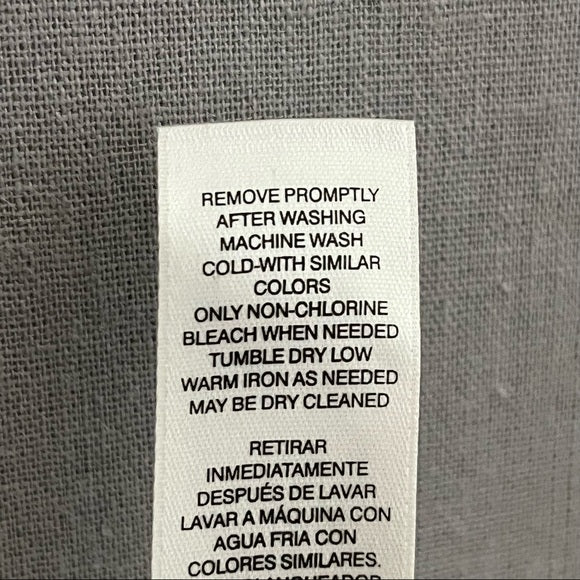 REMOVE PROMPTLY
AFTER WASHING
MACHINE WASH
COLD-WITH SIMILAR
COLORS
ONLY NON-CHLORINE
BLEACH WHEN NEEDED
TUMBLE DRY LOW
WARM IRON AS NEEDED
MAY BE DRY CLEANED
RETIRAR
INMEDIATAMENTE
DESPUÉS DE LAVAR
LAVAR A MÁQUINA CON
AGUA FRIA CON
COLORES SIMILARES.